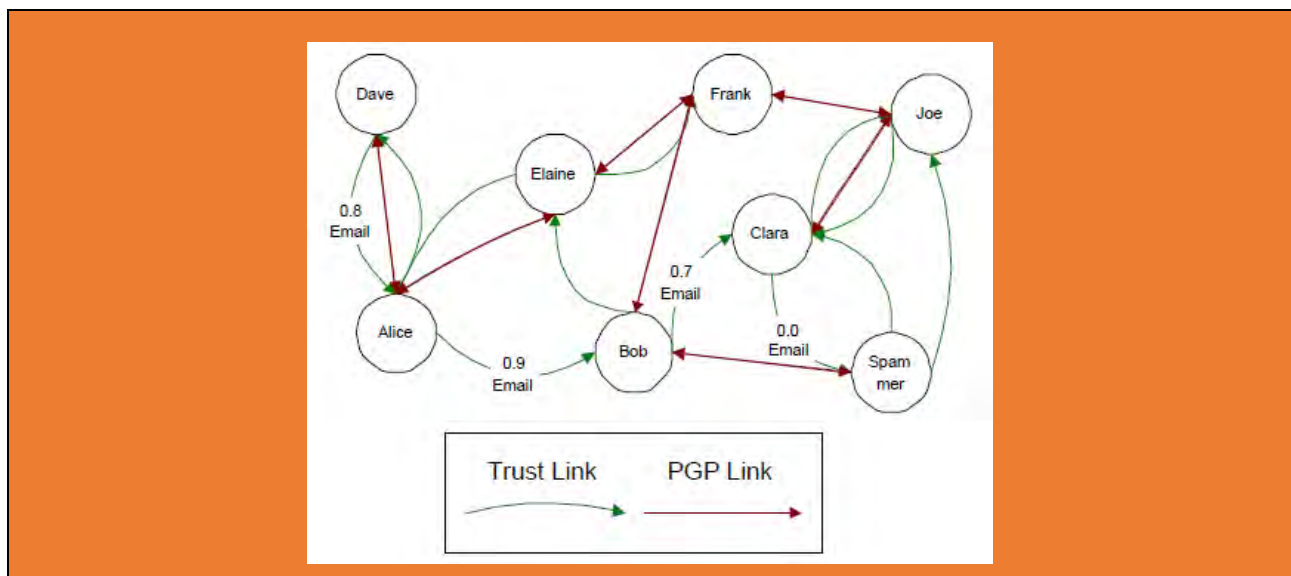 Dave
Frank
Joe
Elaine
0.8
Email
Clara
0.7
Email
Alice
Bob
0.0
Email
0.9
Email
Spam
mer
Trust Link
PGP Link